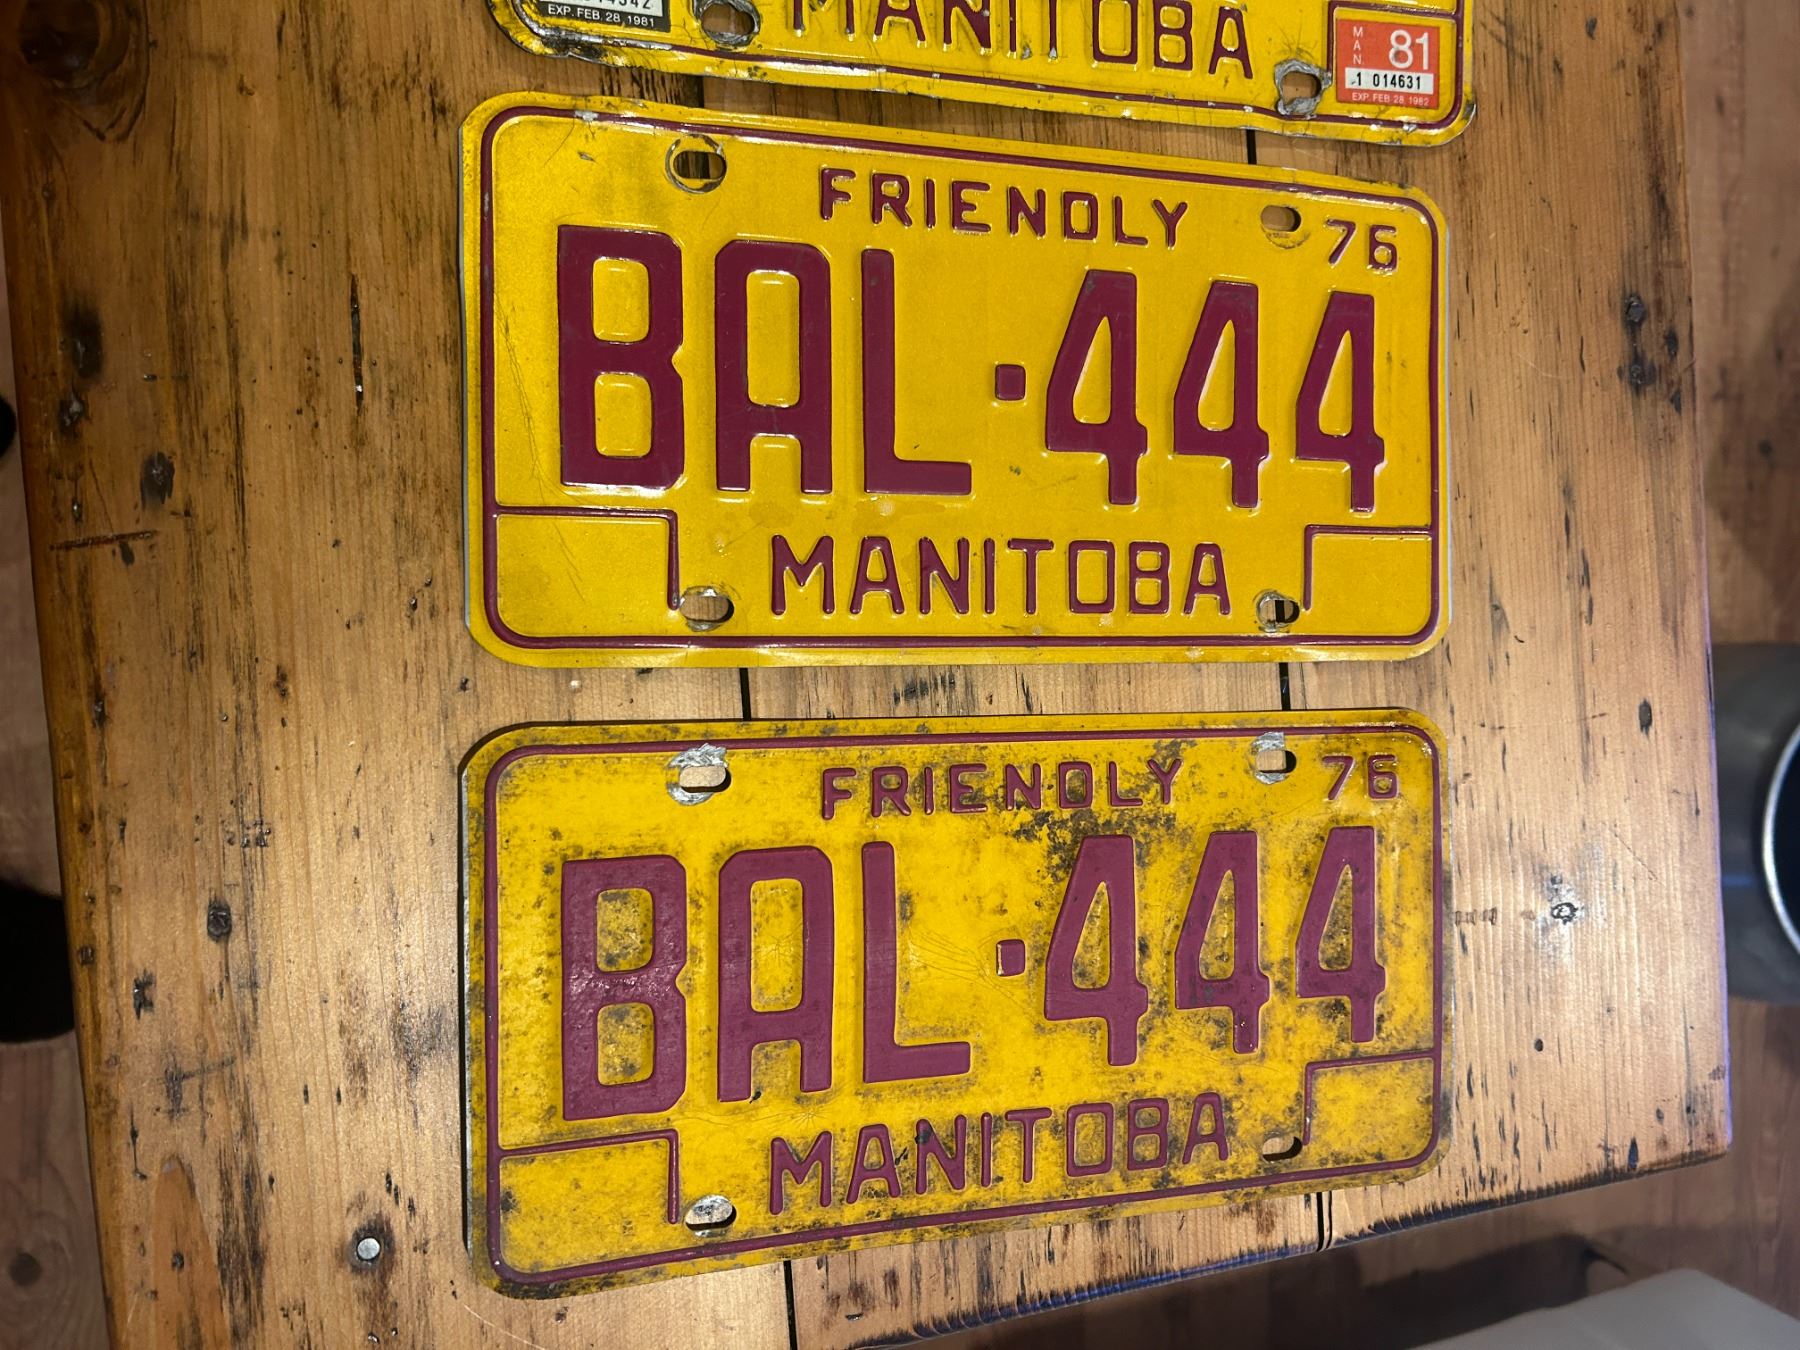 EXP. FEB. 28, 1981
MANITOBA
MAN. 81
1 014631
EXP. FEB. 28, 1982
FRIENDLY 76
BAL·444
MANITOBA
FRIENDLY 76
BAL·444
MANITOBA